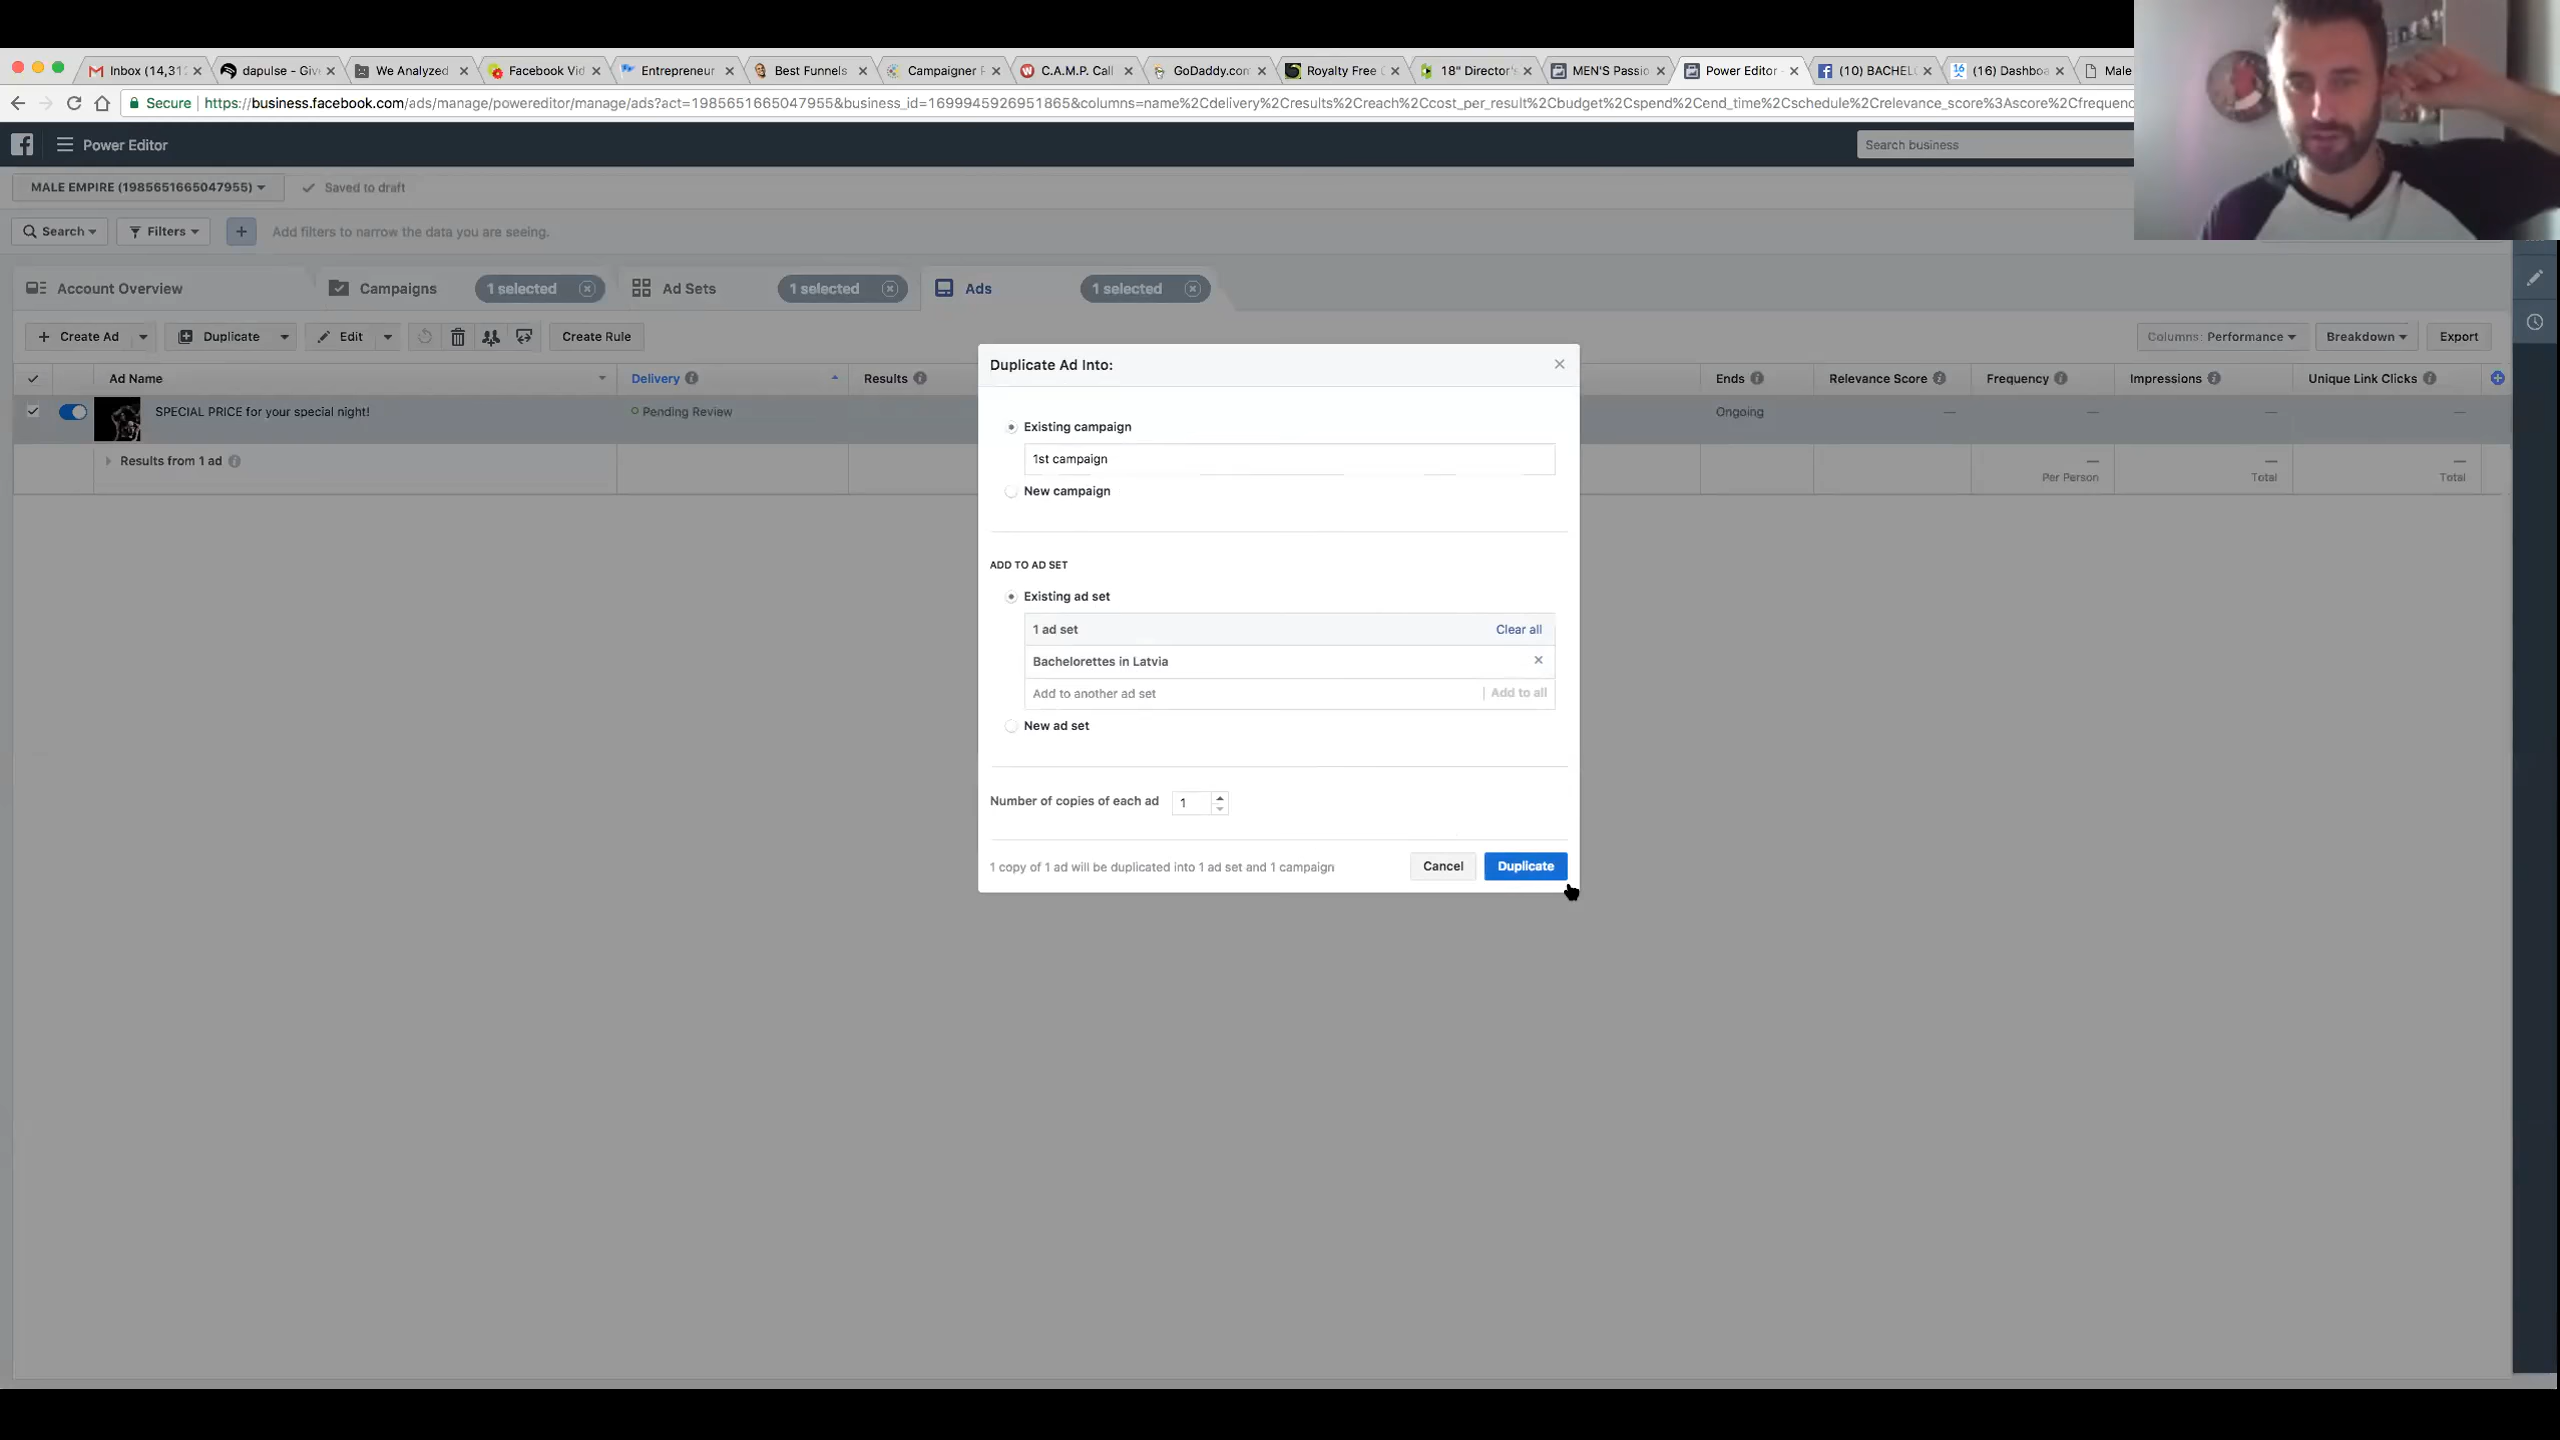 Inbox (14,31
dapulse - Giv
We Analyzed
Facebook Vid
Entrepreneur
Best Funnels
Campaigner P
C.A.M.P. Call
GoDaddy.com
Royalty Free
18" Director's
MEN'S Passio
Power Editor
(10) BACHEL
(16) Dashboa
Male
Secure
https://business.facebook.com/ads/manage/powereditor/manage/ads?act=1985651665047955&business_id=1699945926951865&columns=name%2Cdelivery%2Cresults%2Creach%2Ccost_per_result%2Cbudget%2Cspend%2Cend_time%2Cschedule%2Crelevance_score%3Ascore%2Cfrequenc
Power Editor
Search business
MALE EMPIRE (1985651665047955)
Saved to draft
Search
Filters
Add filters to narrow the data you are seeing.
Account Overview
Campaigns
1 selected
Ad Sets
1 selected
Ads
1 selected
Create Ad
Duplicate
Edit
Create Rule
Columns: Performance
Breakdown
Export
Ad Name
Delivery
Results
Ends
Relevance Score
Frequency
Impressions
Unique Link Clicks
SPECIAL PRICE for your special night!
Pending Review
Ongoing
—
—
—
—
Results from 1 ad
—
Per Person
—
Total
—
Total
Duplicate Ad Into:
Existing campaign
1st campaign
New campaign
ADD TO AD SET
Existing ad set
1 ad set
Clear all
Bachelorettes in Latvia
Add to another ad set
Add to all
New ad set
Number of copies of each ad
1
1 copy of 1 ad will be duplicated into 1 ad set and 1 campaign
Cancel
Duplicate